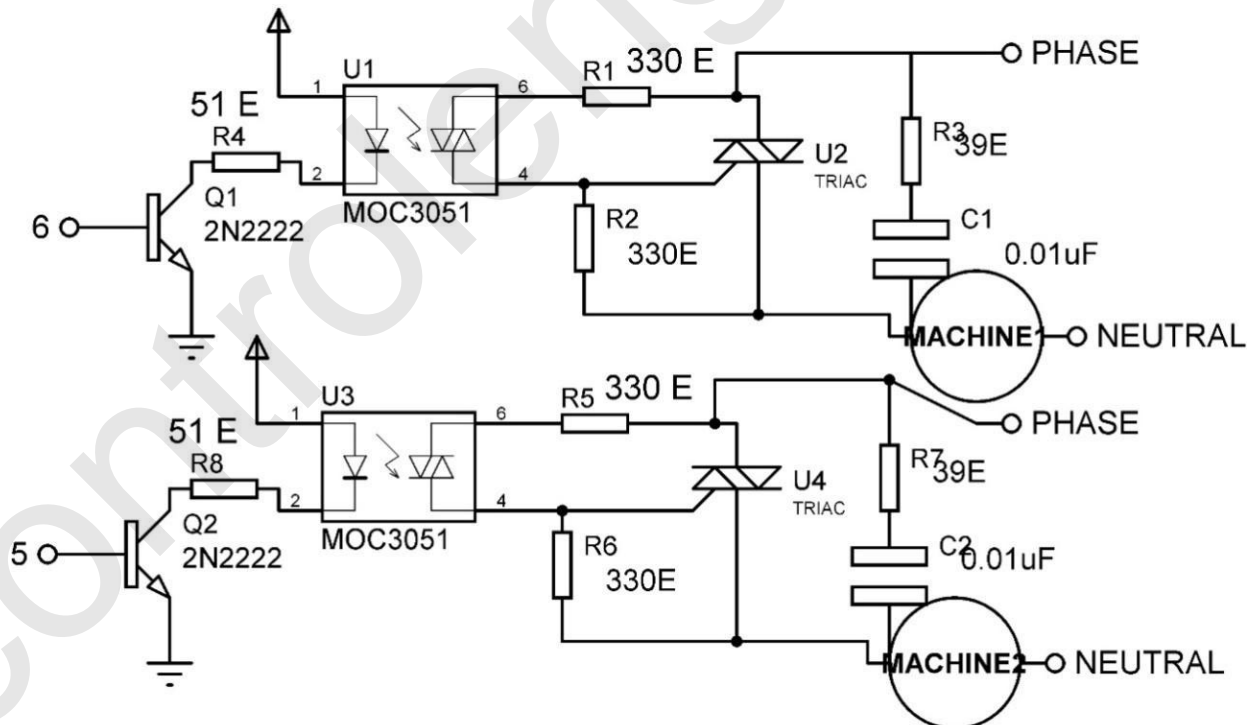 PHASE
U1
1
6
R1 330 E
51 E
R4
2
4
U2
TRIAC
R3
39E
MOC3051
Q1
2N2222
6
R2
330E
C1
0.01uF
MACHINE1
NEUTRAL
U3
1
6
R5 330 E
PHASE
51 E
R8
2
4
U4
TRIAC
R7
39E
MOC3051
Q2
2N2222
5
R6
330E
C2
0.01uF
MACHINE2
NEUTRAL
controleng